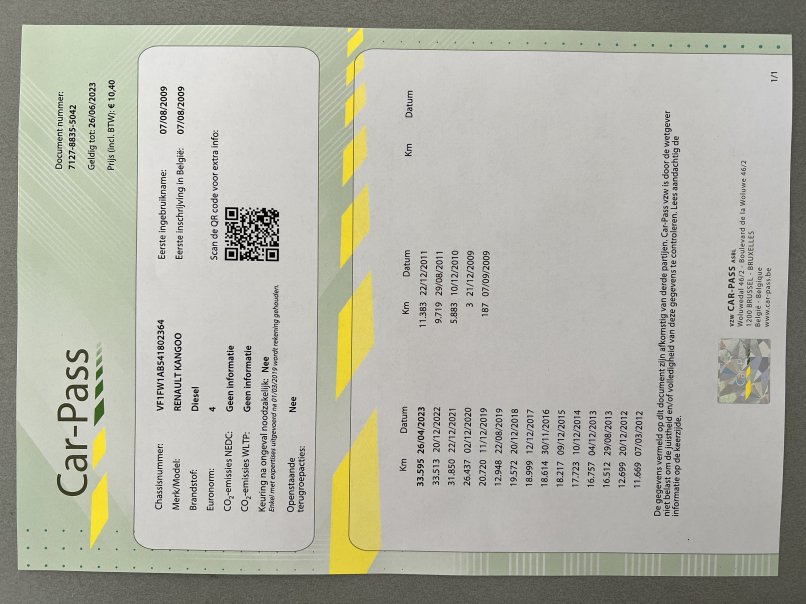 Car-Pass
Document nummer:
7127-8835-5042
Geldig tot: 26/06/2023
Prijs (incl. BTW): € 10,40
Chassisnummer: VF1FW1AB541802364
Merk/Model: RENAULT KANGOO
Brandstof: Diesel
Euronorm: 4
CO2-emissies NEDC: Geen informatie
CO2-emissies WLTP: Geen informatie
Keuring na ongeval noodzakelijk: Nee
Enkel met expertises uitgevoerd na 01/03/2019 wordt rekening gehouden.
Openstaande
terugroepacties: Nee
Eerste ingebruikname: 07/08/2009
Eerste inschrijving in België: 07/08/2009
Scan de QR code voor extra info:
Km Datum
33.595 26/04/2023
33.513 20/12/2022
31.850 22/12/2021
26.437 02/12/2020
20.720 11/12/2019
12.948 22/08/2019
19.572 20/12/2018
18.999 12/12/2017
18.614 30/11/2016
18.217 09/12/2015
17.723 10/12/2014
16.757 04/12/2013
16.512 29/08/2013
12.699 20/12/2012
11.669 07/03/2012
Km Datum
11.383 22/12/2011
9.719 29/08/2011
5.883 10/12/2010
3 21/12/2009
187 07/09/2009
Km Datum
De gegevens vermeld op dit document zijn afkomstig van derde partijen. Car-Pass vzw is door de wetgever
niet belast om de juistheid en/of volledigheid van deze gegevens te controleren. Lees aandachtig de
informatie op de keerzijde.
vzw CAR-PASS asbl
Woluwedal 46/2 - Boulevard de la Woluwe 46/2
1200 BRUSSEL - BRUXELLES
België - Belgique
www.car-pass.be
1/1